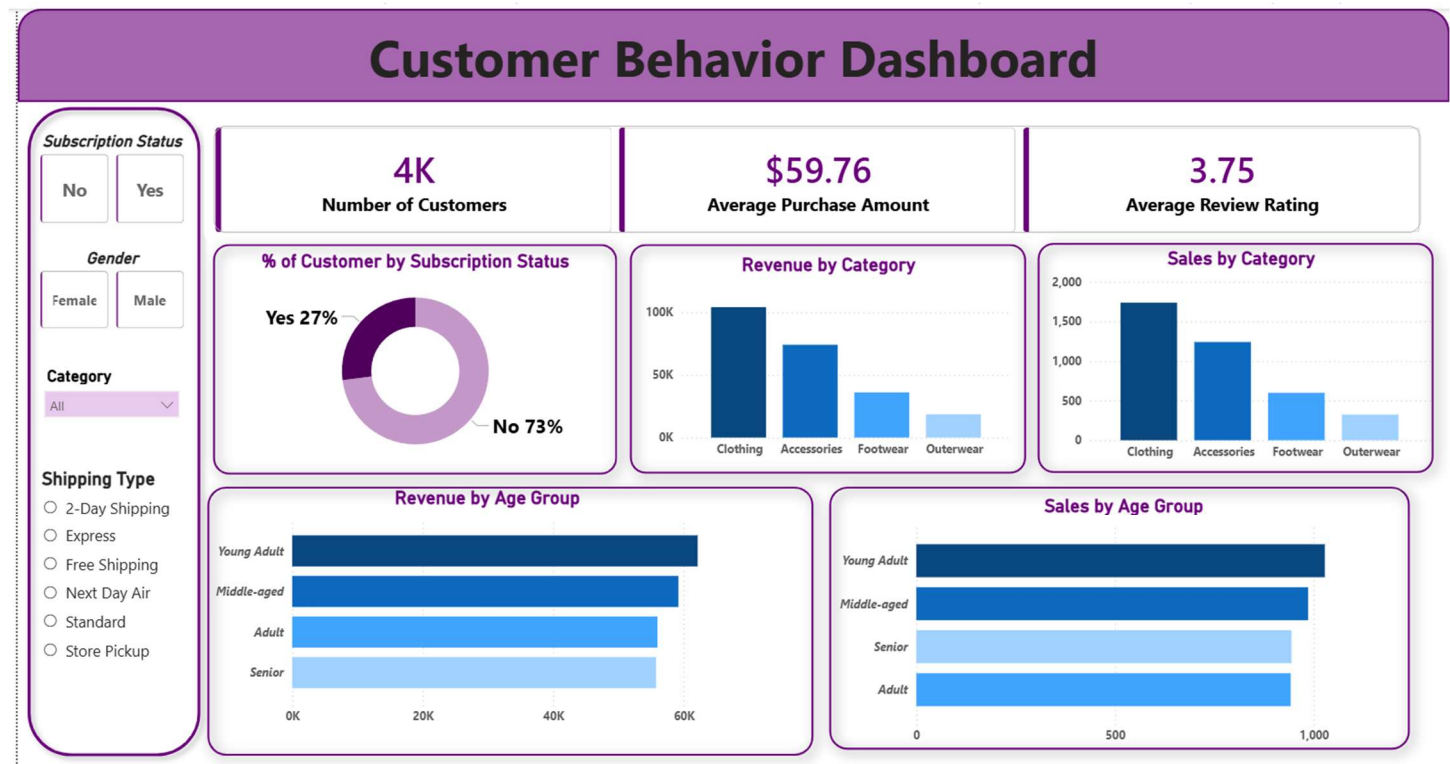 Customer Behavior Dashboard
Subscription Status
No
Yes
Gender
Female
Male
Category
All
Shipping Type
2-Day Shipping
Express
Free Shipping
Next Day Air
Standard
Store Pickup
4K
Number of Customers
$59.76
Average Purchase Amount
3.75
Average Review Rating
% of Customer by Subscription Status
Yes 27%
No 73%
Revenue by Category
100K
50K
0K
Clothing
Accessories
Footwear
Outerwear
Sales by Category
2,000
1,500
1,000
500
0
Clothing
Accessories
Footwear
Outerwear
Revenue by Age Group
Young Adult
Middle-aged
Adult
Senior
0K
20K
40K
60K
Sales by Age Group
Young Adult
Middle-aged
Senior
Adult
0
500
1,000